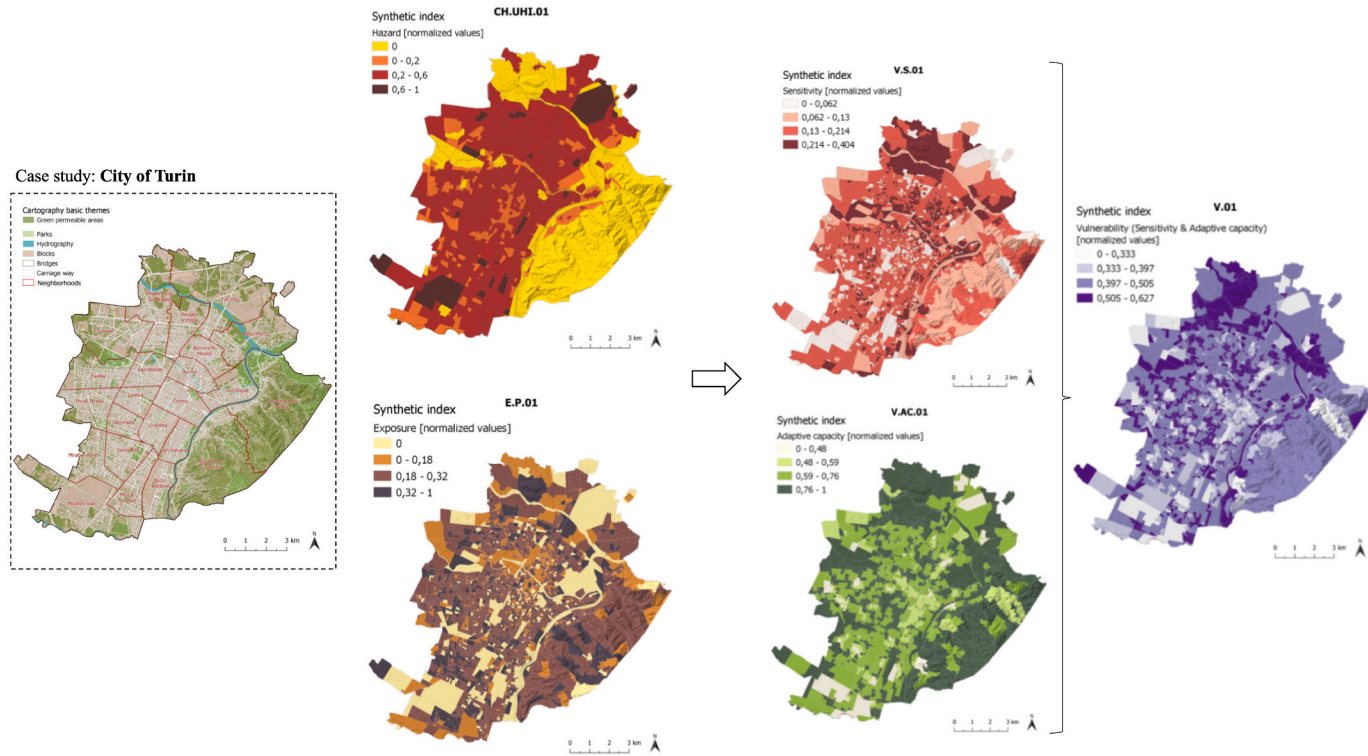 Case study: City of Turin
Cartography basic themes
Green permeable areas
Parks
Hydrography
Blocks
Bridges
Carriage way
Neighborhoods
0 1 2 3 km
N
CH.UHI.01
Synthetic index
Hazard [normalized values]
0
0 - 0,2
0,2 - 0,6
0,6 - 1
0 1 2 3 km
N
E.P.01
Synthetic index
Exposure [normalized values]
0
0 - 0,18
0,18 - 0,32
0,32 - 1
0 1 2 3 km
N
V.S.01
Synthetic index
Sensitivity [normalized values]
0 - 0,062
0,062 - 0,13
0,13 - 0,214
0,214 - 0,404
0 1 2 3 km
N
V.AC.01
Synthetic index
Adaptive capacity [normalized values]
0 - 0,48
0,48 - 0,59
0,59 - 0,76
0,76 - 1
0 1 2 3 km
N
V.01
Synthetic index
Vulnerability (Sensitivity & Adaptive capacity)
[normalized values]
0 - 0,333
0,333 - 0,397
0,397 - 0,505
0,505 - 0,627
0 1 2 3 km
N